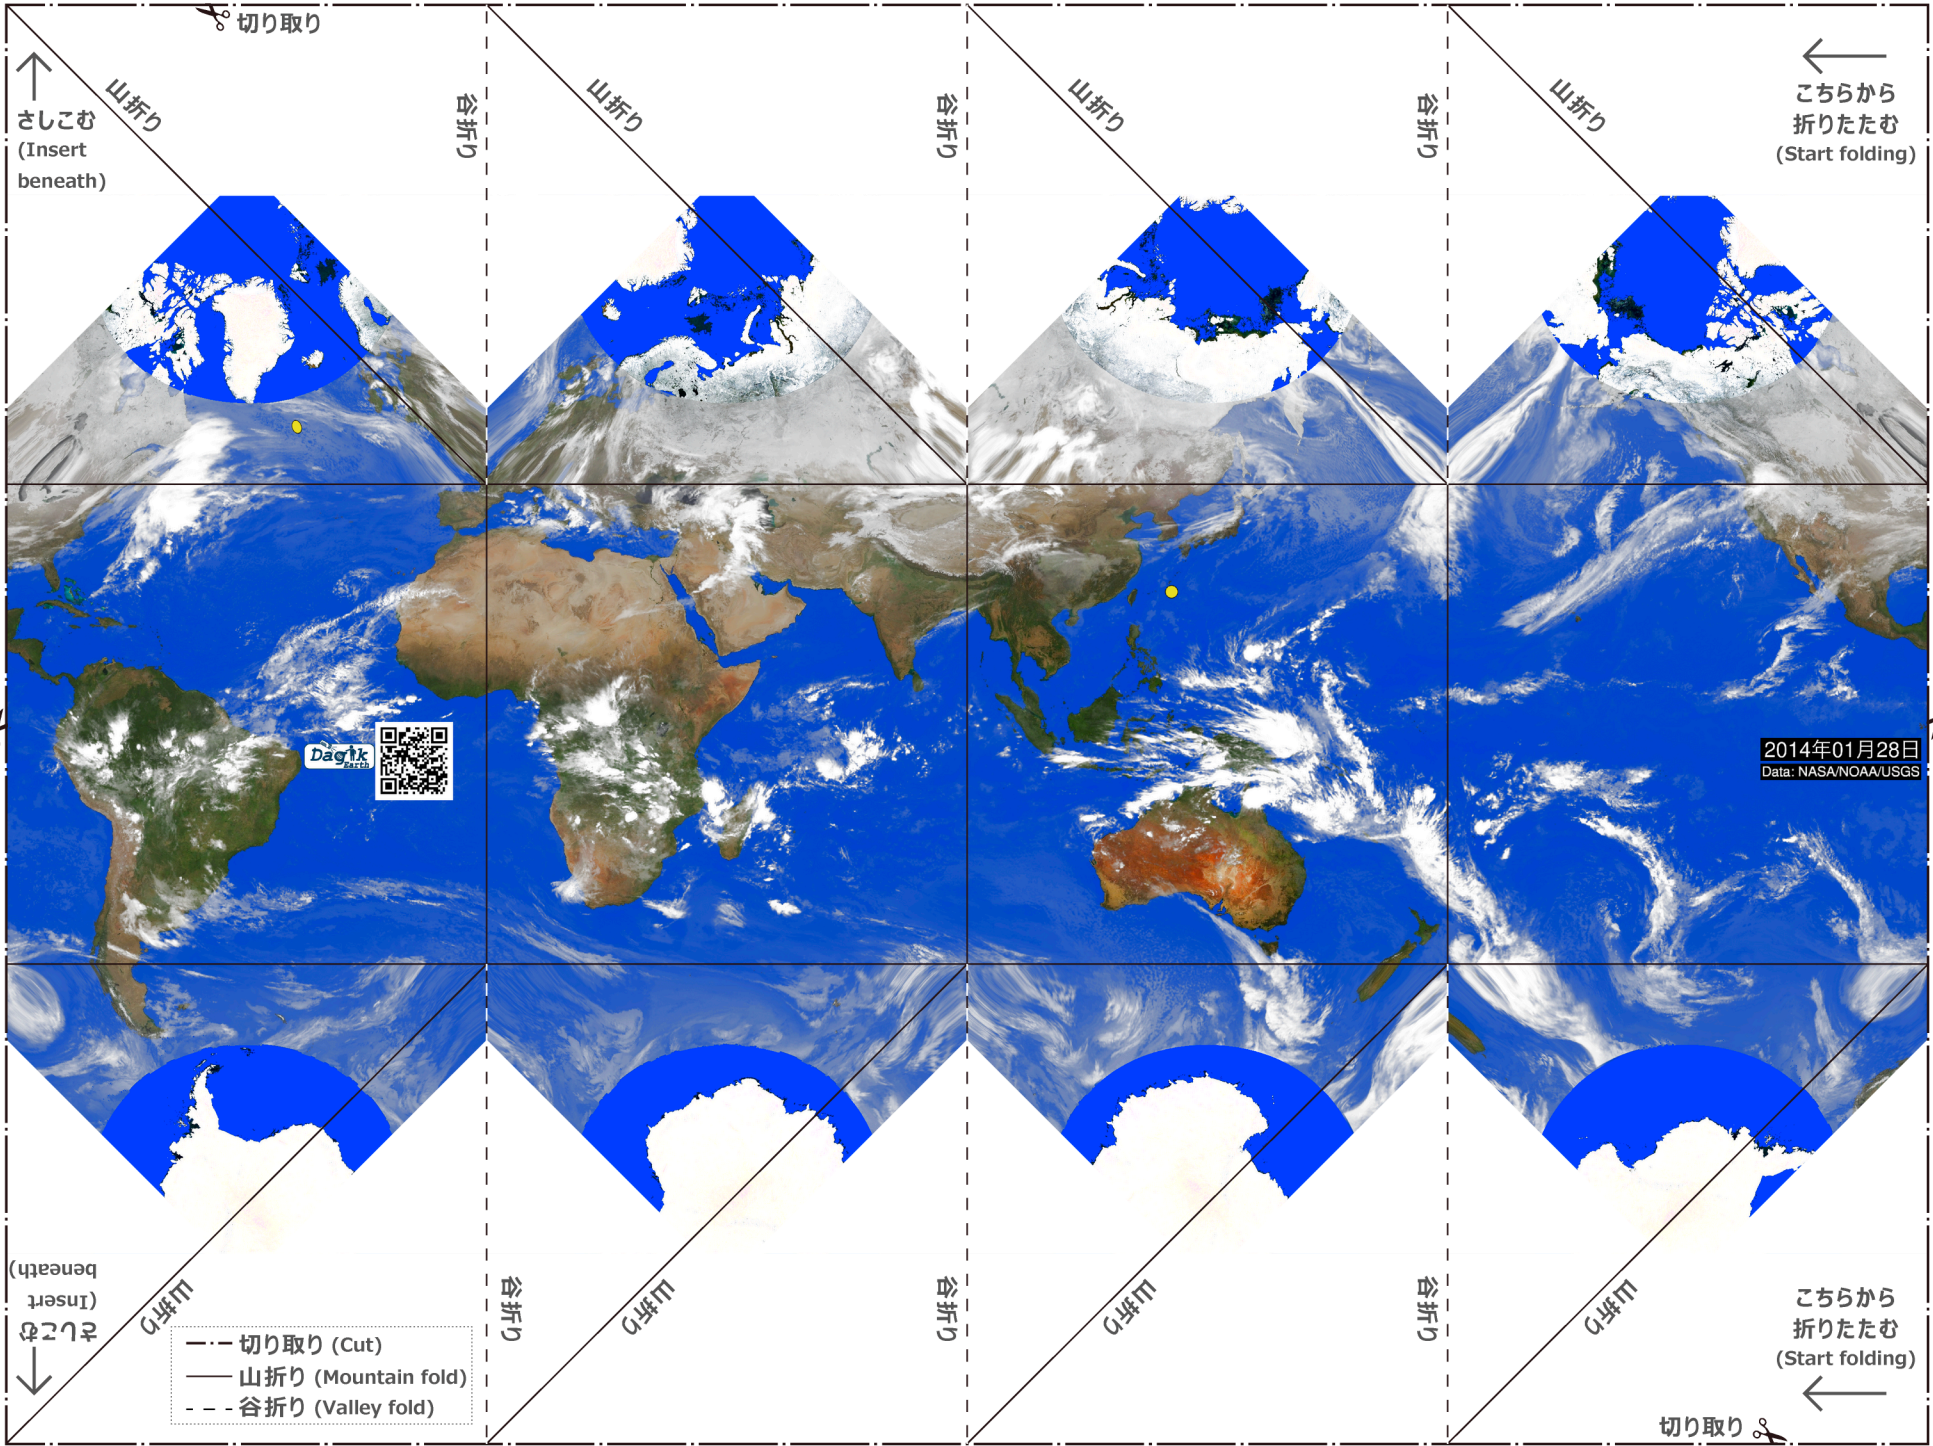 切り取り
さしこむ
(Insert
beneath)
山折り
谷折り
山折り
谷折り
山折り
谷折り
山折り
こちらから
折りたたむ
(Start folding)
Dagik
Earth
2014年01月28日
Data: NASA/NOAA/USGS
さしこむ
(Insert
beneath)
山折り
谷折り
山折り
谷折り
山折り
谷折り
山折り
こちらから
折りたたむ
(Start folding)
切り取り (Cut)
山折り (Mountain fold)
谷折り (Valley fold)
切り取り